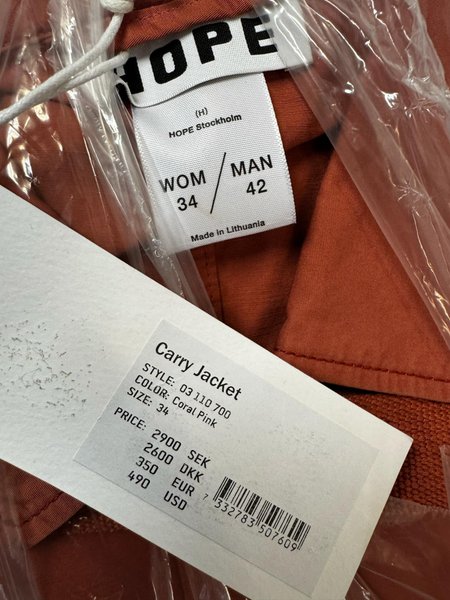 HOPE
(H)
HOPE Stockholm
WOM / MAN
34 / 42
Made in Lithuania
Carry Jacket
STYLE: 03 110 700
COLOR: Coral Pink
SIZE: 34
PRICE: 2900 SEK
2600 DKK
350 EUR
490 USD
7 332783 507609